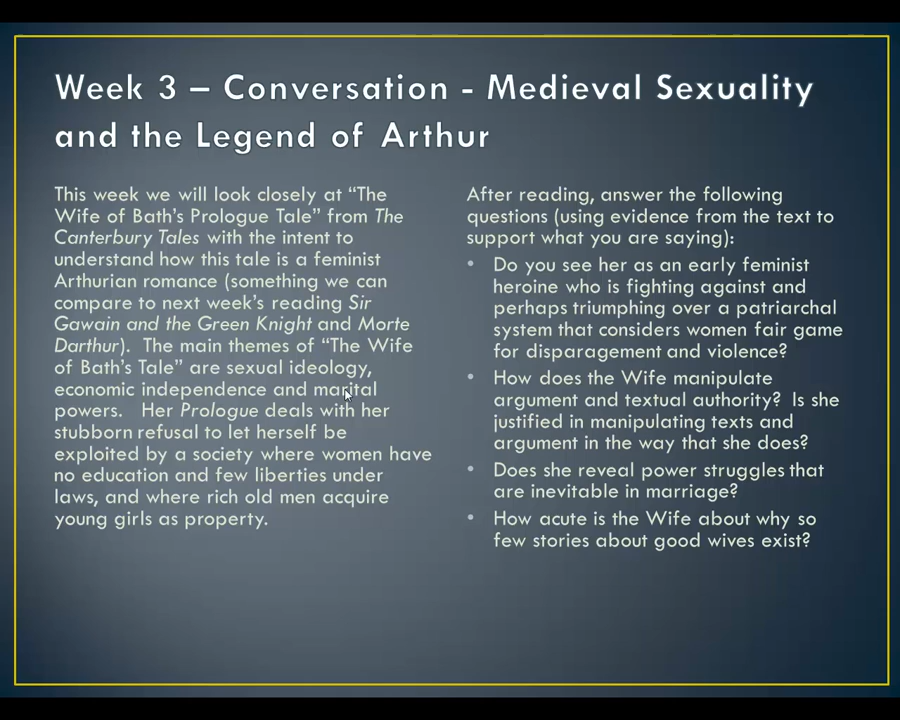 Week 3 – Conversation - Medieval Sexuality
and the Legend of Arthur
This week we will look closely at “The
Wife of Bath’s Prologue Tale” from The
Canterbury Tales with the intent to
understand how this tale is a feminist
Arthurian romance (something we can
compare to next week’s reading Sir
Gawain and the Green Knight and Morte
Darthur). The main themes of “The Wife
of Bath’s Tale” are sexual ideology,
economic independence and marital
powers. Her Prologue deals with her
stubborn refusal to let herself be
exploited by a society where women have
no education and few liberties under
laws, and where rich old men acquire
young girls as property.
After reading, answer the following
questions (using evidence from the text to
support what you are saying):
• Do you see her as an early feminist
heroine who is fighting against and
perhaps triumphing over a patriarchal
system that considers women fair game
for disparagement and violence?
• How does the Wife manipulate
argument and textual authority? Is she
justified in manipulating texts and
argument in the way that she does?
• Does she reveal power struggles that
are inevitable in marriage?
• How acute is the Wife about why so
few stories about good wives exist?